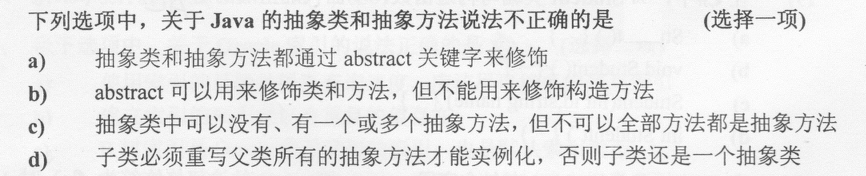 下列选项中，关于 Java 的抽象类和抽象方法说法不正确的是 (选择一项)
a) 抽象类和抽象方法都通过 abstract 关键字来修饰
b) abstract 可以用来修饰类和方法，但不能用来修饰构造方法
c) 抽象类中可以没有、有一个或多个抽象方法，但不可以全部方法都是抽象方法
d) 子类必须重写父类所有的抽象方法才能实例化，否则子类还是一个抽象类